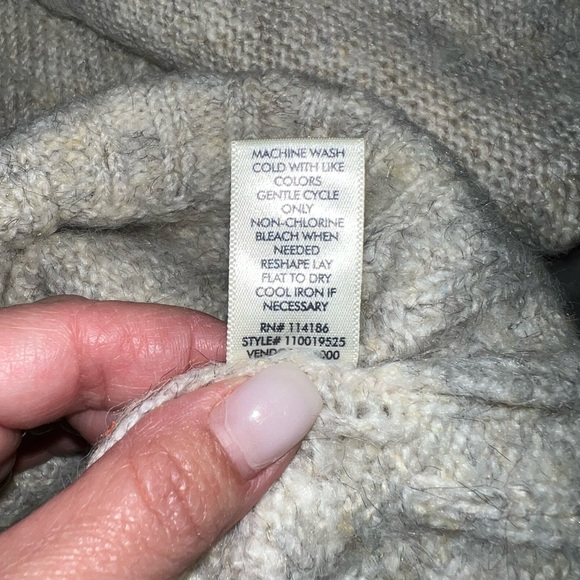 MACHINE WASH
COLD WITH LIKE
COLORS
GENTLE CYCLE
ONLY
NON-CHLORINE
BLEACH WHEN
NEEDED
RESHAPE LAY
FLAT TO DRY
COOL IRON IF
NECESSARY
RN# 114186
STYLE# 110019525